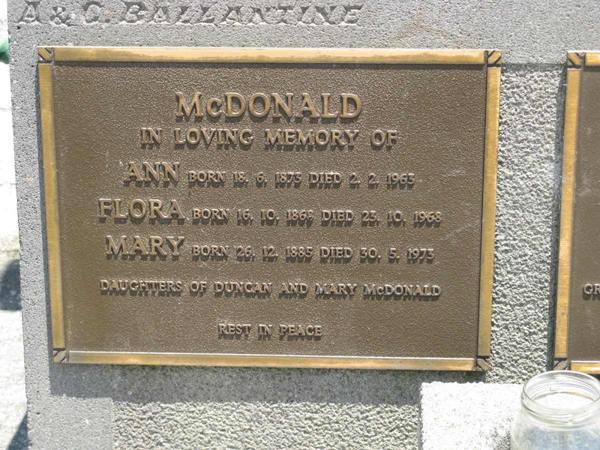 A & C. BALLANTINE
McDONALD
IN LOVING MEMORY OF
ANN BORN 18. 6. 1873 DIED 2. 2. 1963
FLORA BORN 16. 10. DIED 23. 10. 1968
MARY BORN 26. 12. 1885 DIED 30. 5. 1973
DAUGHTERS OF DUNCAN AND MARY McDONALD
REST IN PEACE
GR